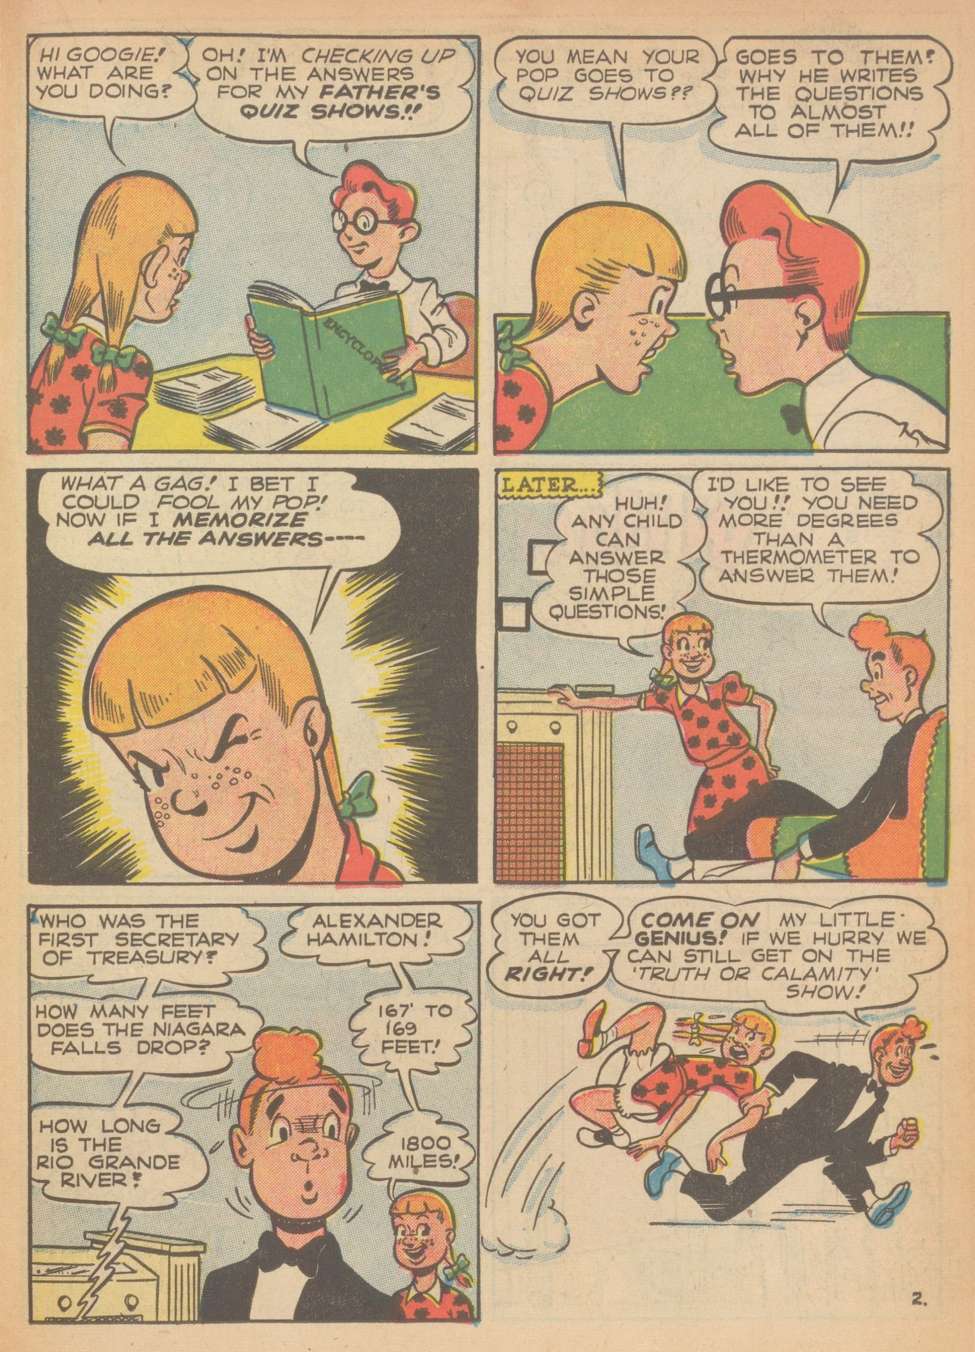 HI GOOGIE!
WHAT ARE
YOU DOING?
OH! I'M CHECKING UP
ON THE ANSWERS
FOR MY FATHER'S
QUIZ SHOWS!!
ENCYCLOP
YOU MEAN YOUR
POP GOES TO
QUIZ SHOWS??
GOES TO THEM?
WHY HE WRITES
THE QUESTIONS
TO ALMOST
ALL OF THEM!!
WHAT A GAG! I BET I
COULD FOOL MY POP!
NOW IF I MEMORIZE
ALL THE ANSWERS----
LATER...
HUH!
ANY CHILD
CAN
ANSWER
THOSE
SIMPLE
QUESTIONS!
I'D LIKE TO SEE
YOU!! YOU NEED
MORE DEGREES
THAN A
THERMOMETER TO
ANSWER THEM!
WHO WAS THE
FIRST SECRETARY
OF TREASURY?
ALEXANDER
HAMILTON!
HOW MANY FEET
DOES THE NIAGARA
FALLS DROP?
167' TO
169
FEET!
HOW LONG
IS THE
RIO GRANDE
RIVER?
1800
MILES!
YOU GOT
THEM
ALL
RIGHT!
COME ON MY LITTLE
GENIUS! IF WE HURRY WE
CAN STILL GET ON THE
'TRUTH OR CALAMITY'
SHOW!
2.